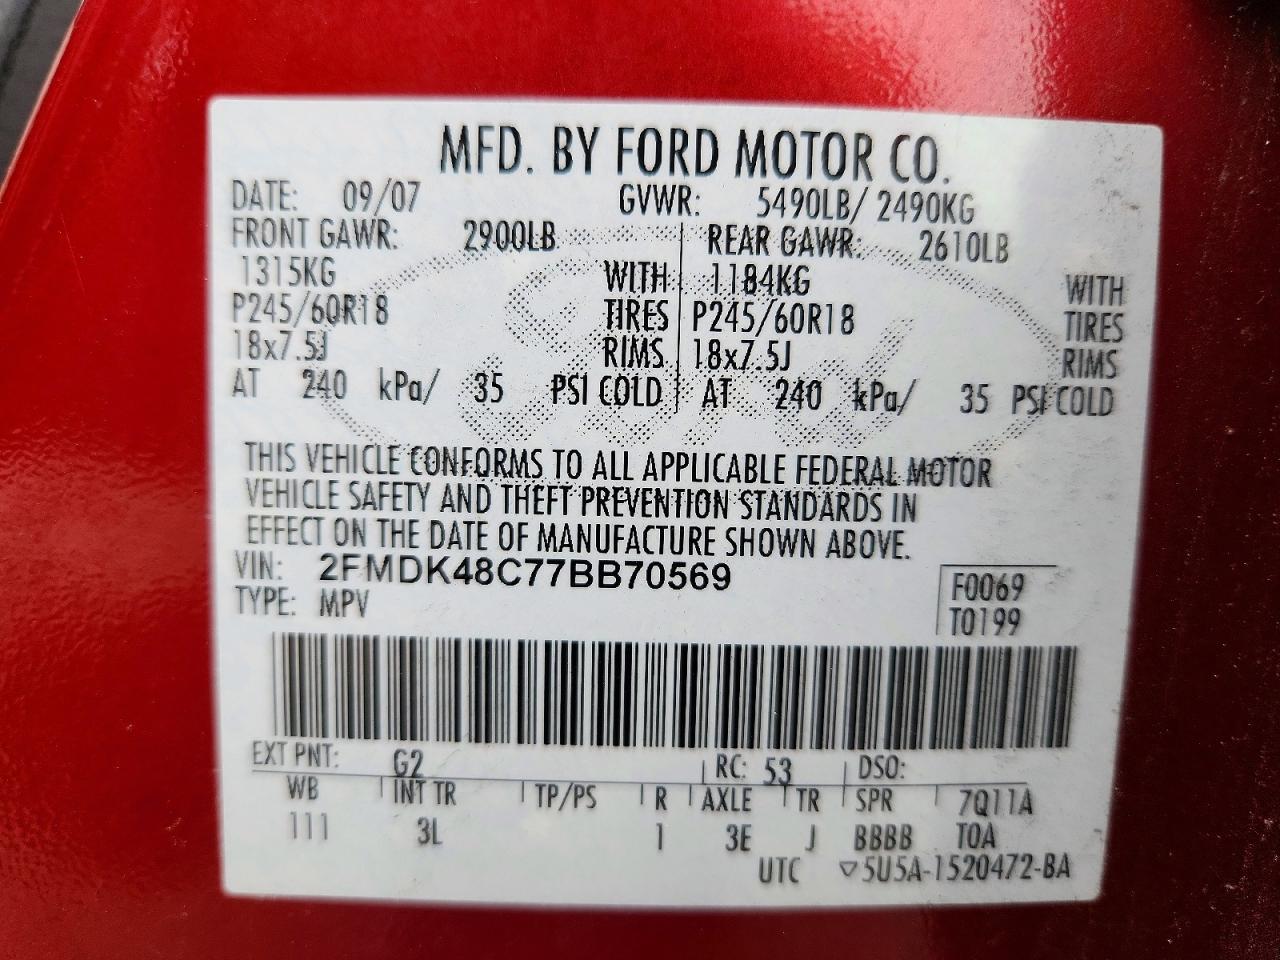 MFD. BY FORD MOTOR CO.
DATE: 09/07 GVWR: 5490LB/ 2490KG
FRONT GAWR: 2900LB REAR GAWR: 2610LB
1315KG WITH 1184KG WITH
P245/60R18 TIRES P245/60R18 TIRES
18x7.5J RIMS 18x7.5J RIMS
AT 240 kPa/ 35 PSI COLD AT 240 kPa/ 35 PSI COLD
THIS VEHICLE CONFORMS TO ALL APPLICABLE FEDERAL MOTOR
VEHICLE SAFETY AND THEFT PREVENTION STANDARDS IN
EFFECT ON THE DATE OF MANUFACTURE SHOWN ABOVE.
VIN: 2FMDK48C77BB70569
TYPE: MPV
F0069
T0199
EXT PNT: G2 RC: 53 DSO:
WB INT TR TP/PS R AXLE TR SPR 7Q11A
111 3L 1 3E J BBBB TOA
UTC ▽5U5A-1520472-BA